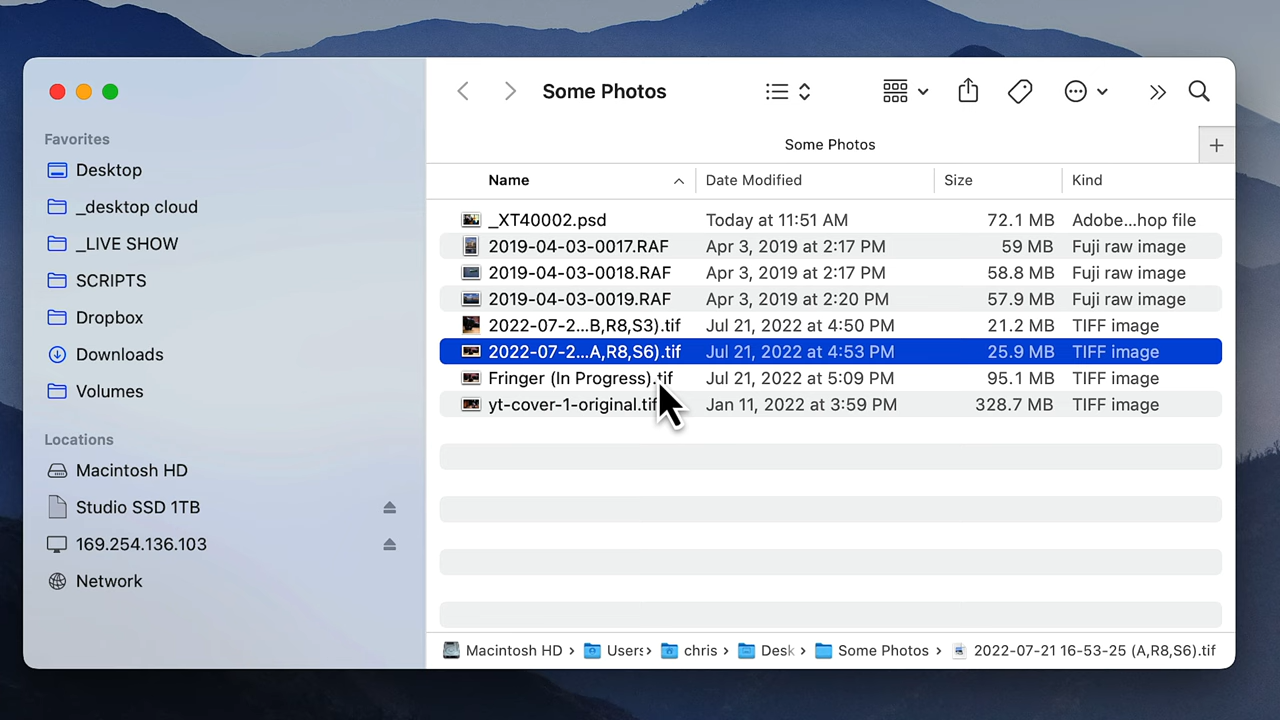 Some Photos
Favorites
Desktop
_desktop cloud
_LIVE SHOW
SCRIPTS
Dropbox
Downloads
Volumes
Locations
Macintosh HD
Studio SSD 1TB
169.254.136.103
Network
Some Photos
Name Date Modified Size Kind
_XT40002.psd Today at 11:51 AM 72.1 MB Adobe...hop file
2019-04-03-0017.RAF Apr 3, 2019 at 2:17 PM 59 MB Fuji raw image
2019-04-03-0018.RAF Apr 3, 2019 at 2:17 PM 58.8 MB Fuji raw image
2019-04-03-0019.RAF Apr 3, 2019 at 2:20 PM 57.9 MB Fuji raw image
2022-07-2...B,R8,S3).tif Jul 21, 2022 at 4:50 PM 21.2 MB TIFF image
2022-07-2...A,R8,S6).tif Jul 21, 2022 at 4:53 PM 25.9 MB TIFF image
Fringer (In Progress).tif Jul 21, 2022 at 5:09 PM 95.1 MB TIFF image
yt-cover-1-original.tif Jan 11, 2022 at 3:59 PM 328.7 MB TIFF image
Macintosh HD › Users › chris › Desk › Some Photos › 2022-07-21 16-53-25 (A,R8,S6).tif